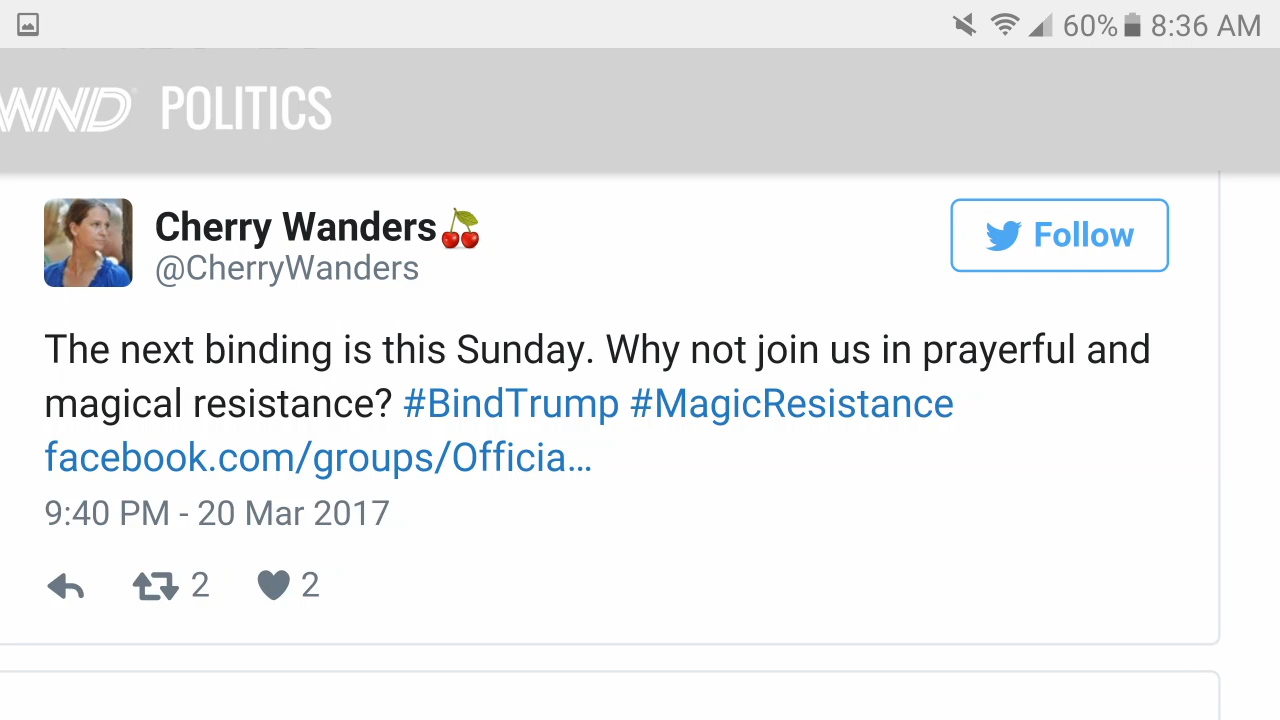 60% 8:36 AM
WND POLITICS
Cherry Wanders🍒
Follow
@CherryWanders
The next binding is this Sunday. Why not join us in prayerful and
magical resistance? #BindTrump #MagicResistance
facebook.com/groups/Officia…
9:40 PM - 20 Mar 2017
2 2